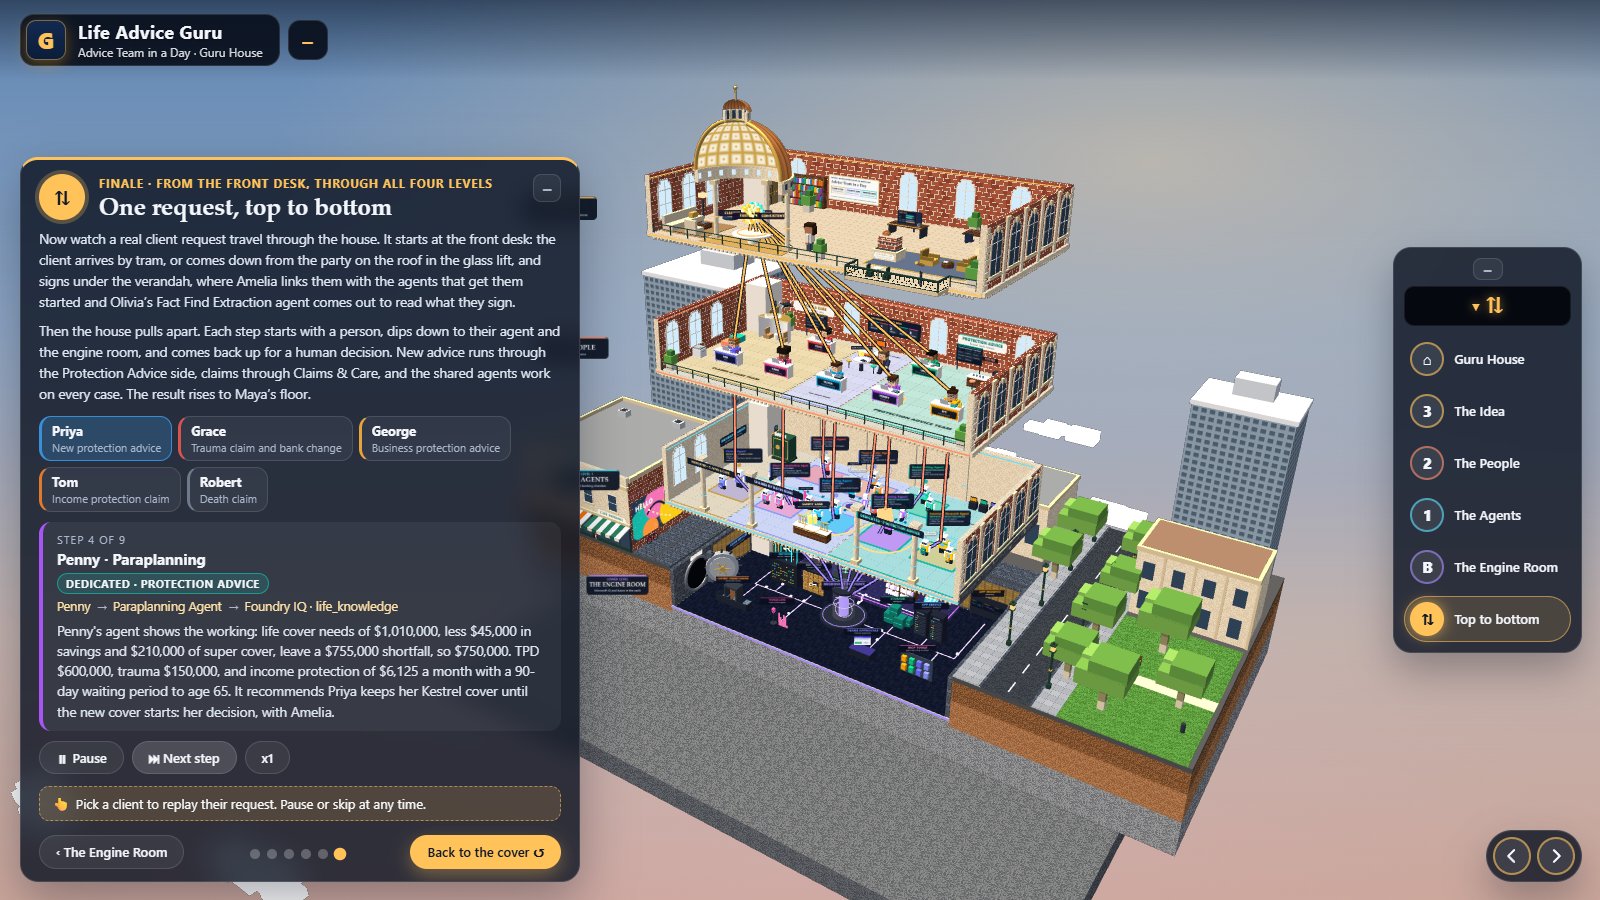 G
Life Advice Guru
Advice Team in a Day · Guru House
–
FINALE · FROM THE FRONT DESK, THROUGH ALL FOUR LEVELS
One request, top to bottom
–
Now watch a real client request travel through the house. It starts at the front desk: the
client arrives by tram, or comes down from the party on the roof in the glass lift, and
signs under the verandah, where Amelia links them with the agents that get them
started and Olivia's Fact Find Extraction agent comes out to read what they sign.
Then the house pulls apart. Each step starts with a person, dips down to their agent and
the engine room, and comes back up for a human decision. New advice runs through
the Protection Advice side, claims through Claims & Care, and the shared agents work
on every case. The result rises to Maya's floor.
Priya
New protection advice
Grace
Trauma claim and bank change
George
Business protection advice
Tom
Income protection claim
Robert
Death claim
STEP 4 OF 9
Penny · Paraplanning
DEDICATED · PROTECTION ADVICE
Penny → Paraplanning Agent → Foundry IQ · life_knowledge
Penny's agent shows the working: life cover needs of $1,010,000, less $45,000 in
savings and $210,000 of super cover, leave a $755,000 shortfall, so $750,000. TPD
$600,000, trauma $150,000, and income protection of $6,125 a month with a 90-
day waiting period to age 65. It recommends Priya keeps her Kestrel cover until
the new cover starts: her decision, with Amelia.
Pause
Next step
x1
Pick a client to replay their request. Pause or skip at any time.
‹ The Engine Room
Back to the cover ↺
OPLE
AGENTS
THE ENGINE ROOM
PROTECTION ADVICE
HELLO
–
▾ ⇅
⌂ Guru House
3 The Idea
2 The People
1 The Agents
B The Engine Room
⇅ Top to bottom